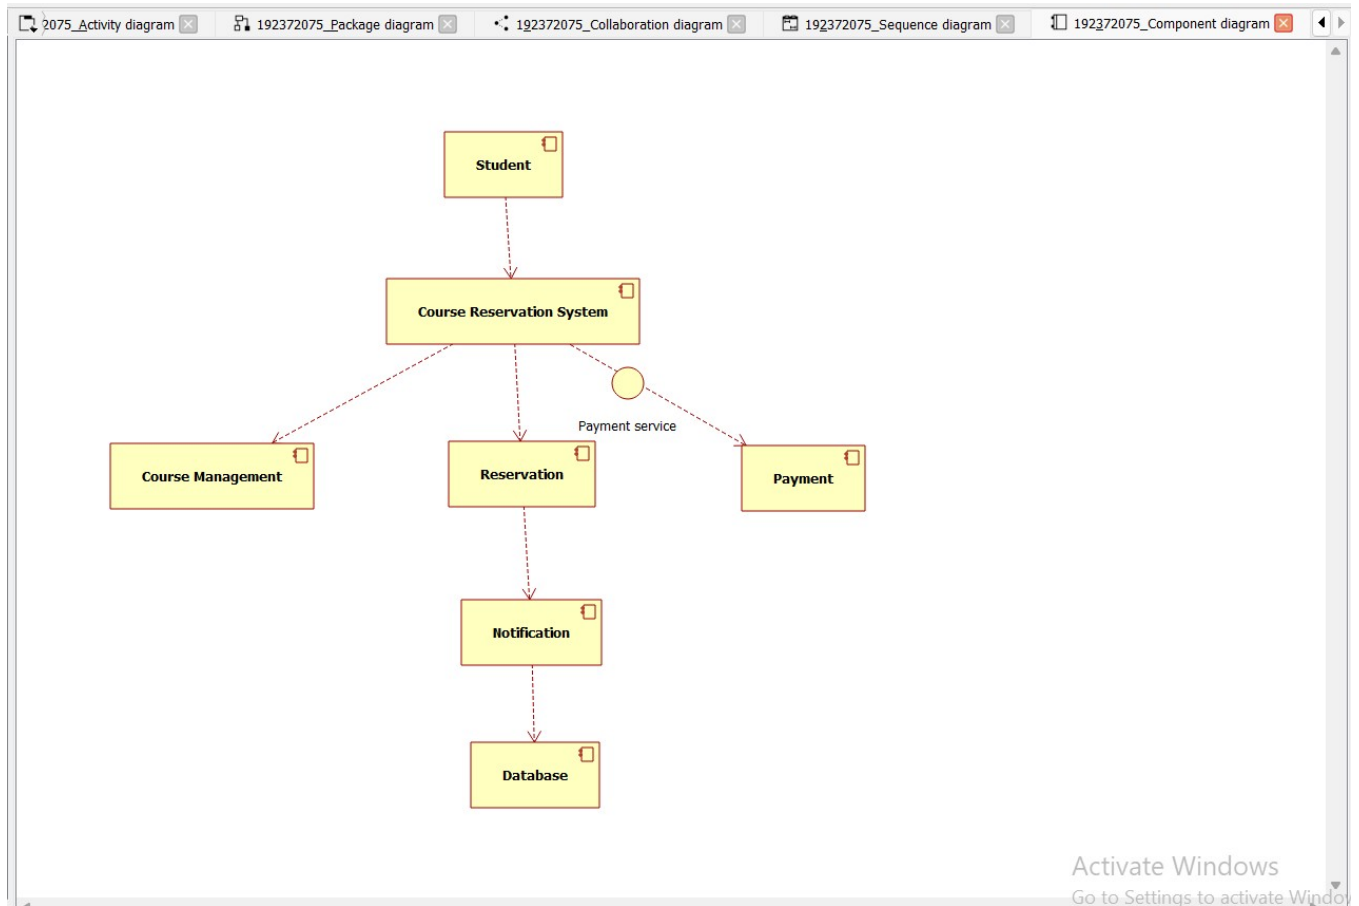 2075_Activity diagram
192372075_Package diagram
192372075_Collaboration diagram
192372075_Sequence diagram
192372075_Component diagram
Student
Course Reservation System
Payment service
Course Management
Reservation
Payment
Notification
Database
Activate Windows
Go to Settings to activate Windo